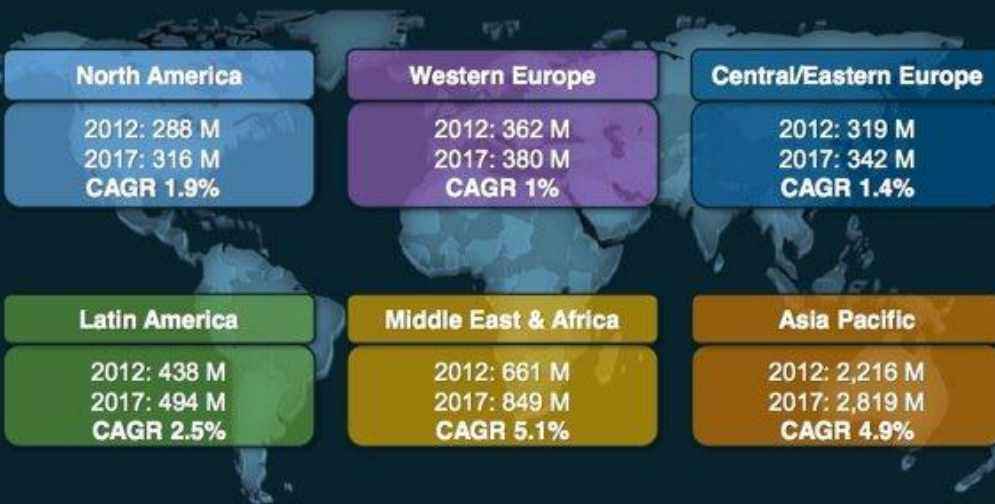 North America
2012: 288 M
2017: 316 M
CAGR 1.9%
Western Europe
2012: 362 M
2017: 380 M
CAGR 1%
Central/Eastern Europe
2012: 319 M
2017: 342 M
CAGR 1.4%
Latin America
2012: 438 M
2017: 494 M
CAGR 2.5%
Middle East & Africa
2012: 661 M
2017: 849 M
CAGR 5.1%
Asia Pacific
2012: 2,216 M
2017: 2,819 M
CAGR 4.9%